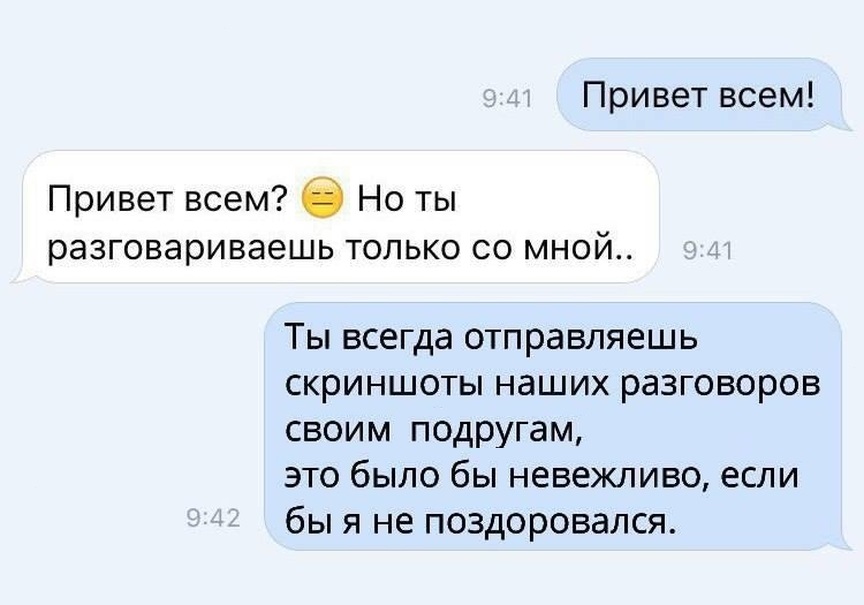 Привет всем!
9:41
Привет всем? 😑 Но ты
разговариваешь только со мной..
9:41
Ты всегда отправляешь
скриншоты наших разговоров
своим подругам,
это было бы невежливо, если
бы я не поздоровался.
9:42